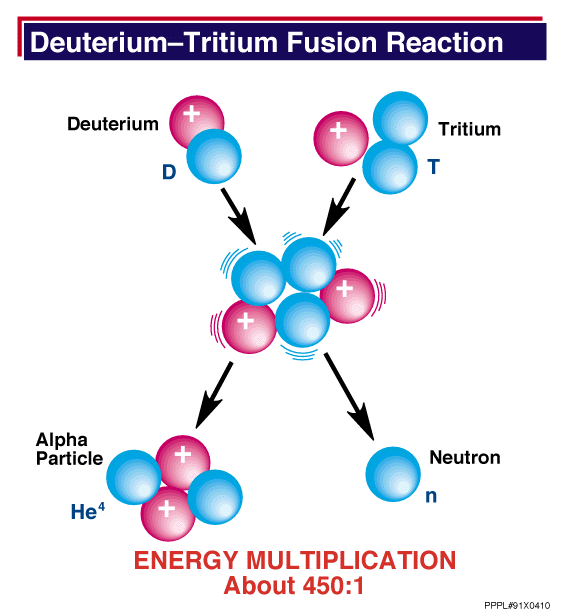 Deuterium–Tritium Fusion Reaction
+
Deuterium
D
+
Tritium
T
+
+
Alpha
Particle
He⁴
+
+
Neutron
n
ENERGY MULTIPLICATION
About 450:1
PPPL#91X0410